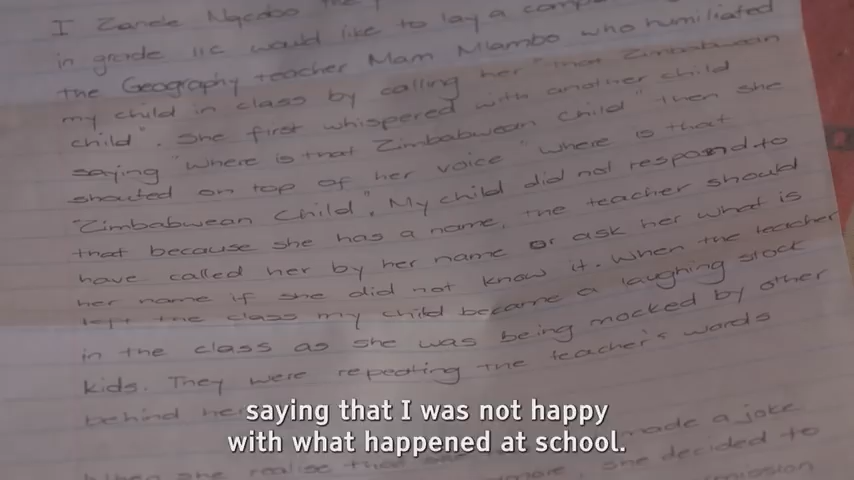 I Zanele Ngcobo the
in grade 11c would like to lay a
the Geography teacher Mam Mlambo who humiliated
my child in class by calling her "that Zimbabwean
child". She first whispered with another child
saying "where is that Zimbabwean Child" then she
shouted on top of her voice "where is that
Zimbabwean Child". My child did not respond to
that because she has a name, the teacher should
have called her by her name or ask her what is
her name if she did not know it. When the teacher
left the class my child became a laughing stock
in the class as she was being mocked by other
kids. They were repeating the teacher's words
behind
saying that I was not happy
with what happened at school.
When she realise made a joke
she decided to